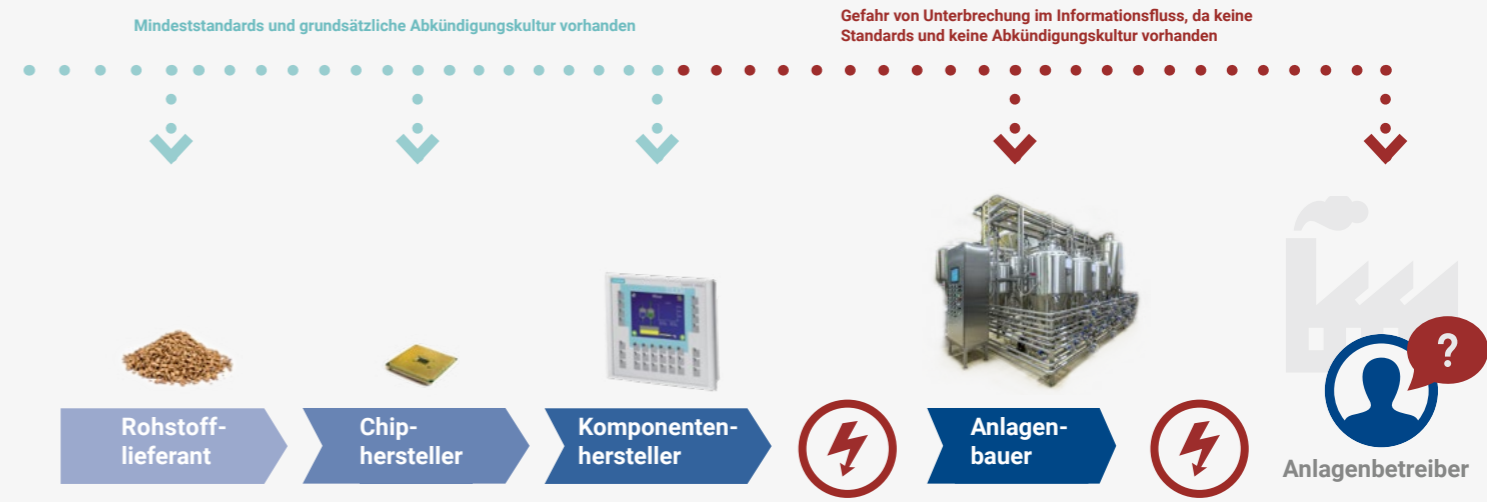 Mindeststandards und grundsätzliche Abkündigungskultur vorhanden
Gefahr von Unterbrechung im Informationsfluss, da keine
Standards und keine Abkündigungskultur vorhanden
?
Rohstoff-
lieferant
Chip-
hersteller
Komponenten-
hersteller
Anlagen-
bauer
Anlagenbetreiber